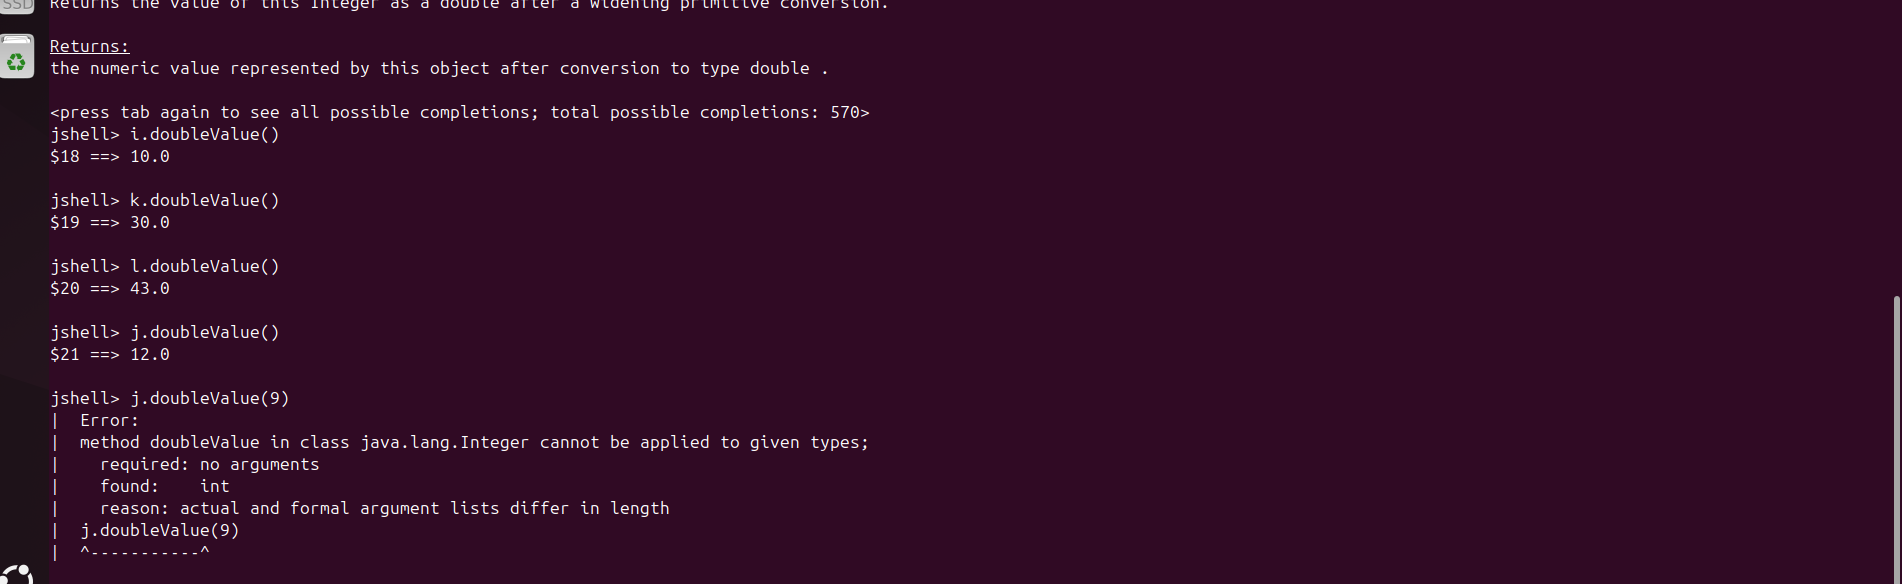 SSD
Returns the value of this Integer as a double after a widening primitive conversion.
Returns:
the numeric value represented by this object after conversion to type double .
<press tab again to see all possible completions; total possible completions: 570>
jshell> i.doubleValue()
$18 ==> 10.0
jshell> k.doubleValue()
$19 ==> 30.0
jshell> l.doubleValue()
$20 ==> 43.0
jshell> j.doubleValue()
$21 ==> 12.0
jshell> j.doubleValue(9)
|  Error:
|  method doubleValue in class java.lang.Integer cannot be applied to given types;
|    required: no arguments
|    found:    int
|    reason: actual and formal argument lists differ in length
|  j.doubleValue(9)
|  ^-----------^